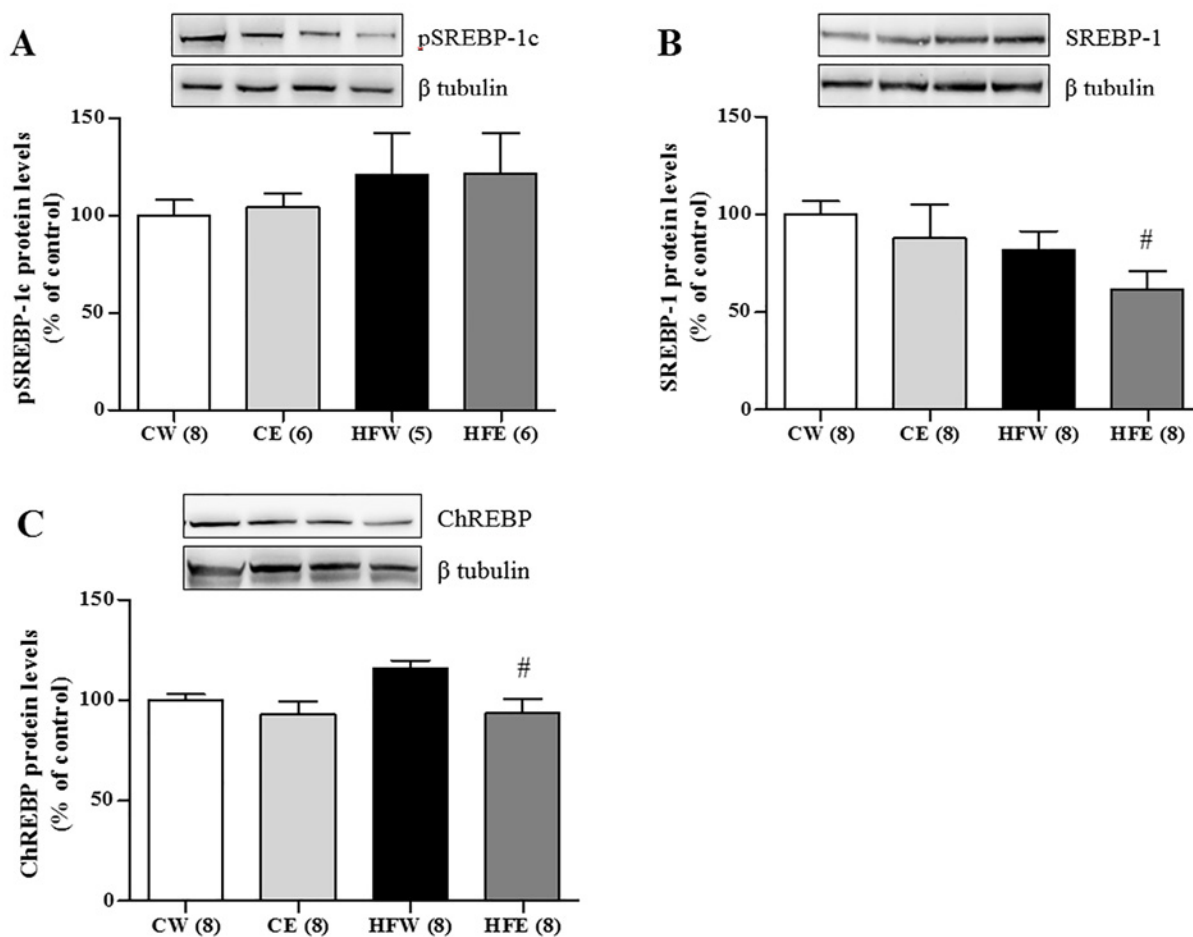 A
pSREBP-1c
β tubulin
pSREBP-1c protein levels
(% of control)
150
100
50
0
CW (8) CE (6) HFW (5) HFE (6)
B
SREBP-1
β tubulin
SREBP-1 protein levels
(% of control)
150
100
50
0
#
CW (8) CE (8) HFW (8) HFE (8)
C
ChREBP
β tubulin
ChREBP protein levels
(% of control)
150
100
50
0
#
CW (8) CE (8) HFW (8) HFE (8)